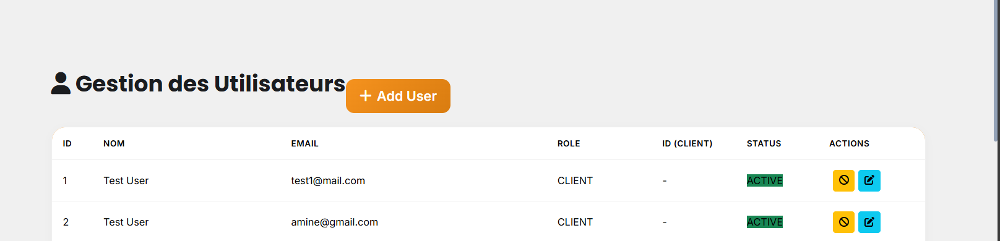 Gestion des Utilisateurs
+ Add User
ID NOM EMAIL ROLE ID (CLIENT) STATUS ACTIONS
1 Test User test1@mail.com CLIENT - ACTIVE
2 Test User amine@gmail.com CLIENT - ACTIVE